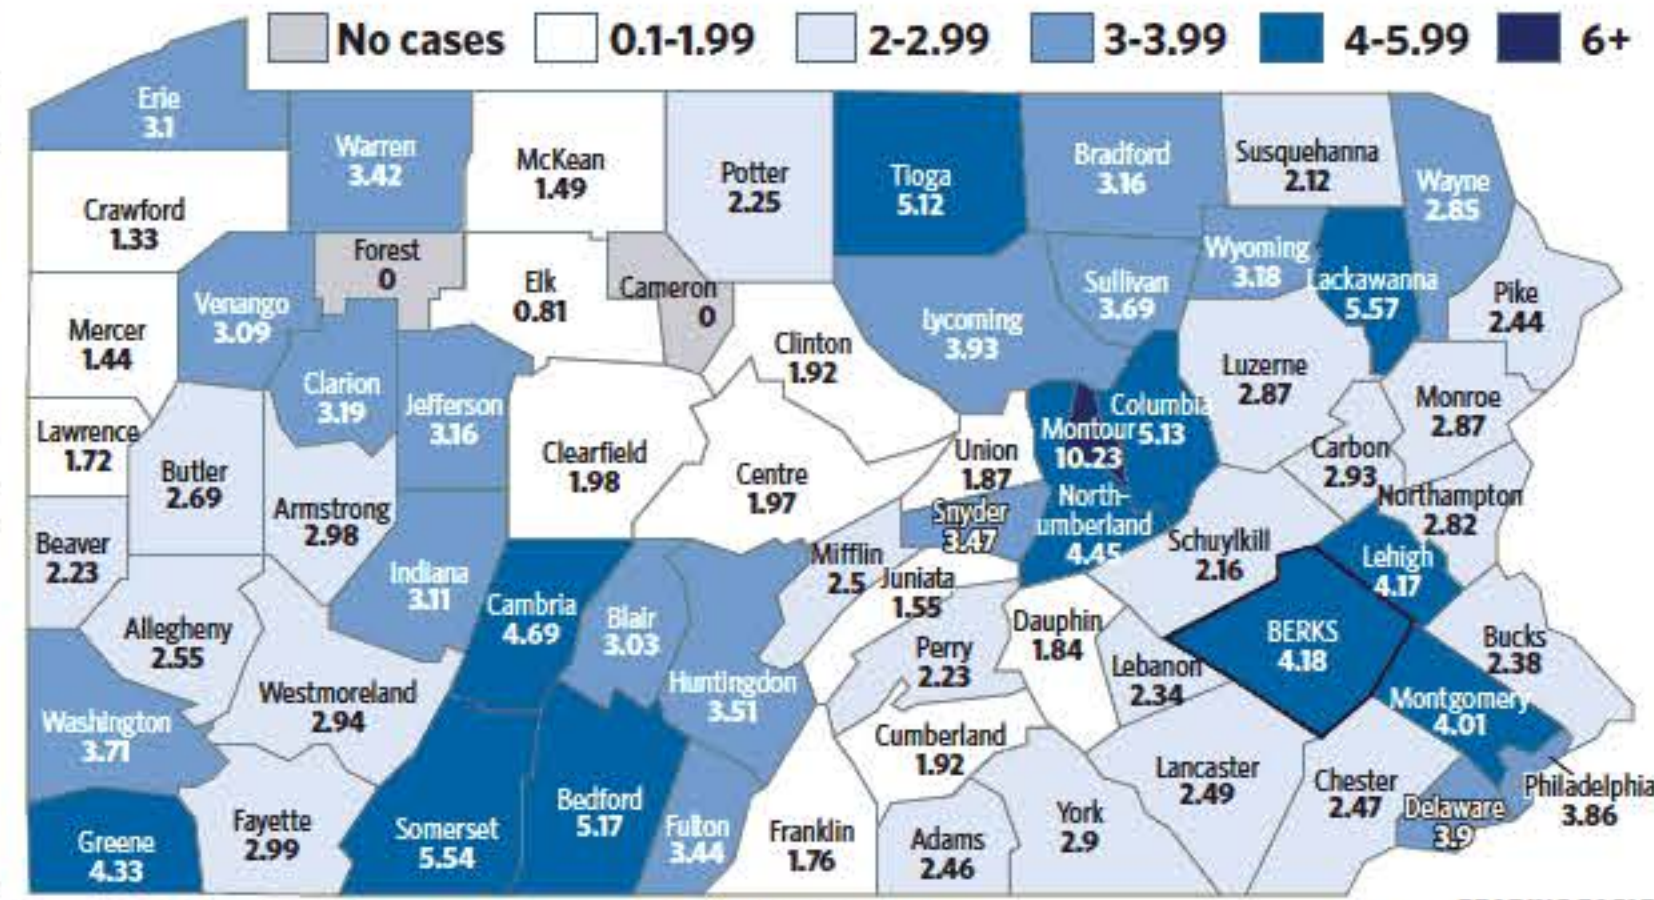 No cases 0.1-1.99 2-2.99 3-3.99 4-5.99 6+
Erie
3.1
Warren
3.42
McKean
1.49
Potter
2.25
Tioga
5.12
Bradford
3.16
Susquehanna
2.12
Wayne
2.85
Crawford
1.33
Forest
0
Elk
0.81
Cameron
0
Wyoming
3.18
Lackawanna
5.57
Sullivan
3.69
Pike
2.44
Venango
3.09
Mercer
1.44
Lycoming
3.93
Clinton
1.92
Luzerne
2.87
Monroe
2.87
Clarion
3.19
Jefferson
3.16
Lawrence
1.72
Butler
2.69
Armstrong
2.98
Clearfield
1.98
Centre
1.97
Union
1.87
Montour
10.23
Columbia
5.13
Carbon
2.93
Northampton
2.82
Snyder
3.47
North-
umberland
4.45
Schuylkill
2.16
Lehigh
4.17
Beaver
2.23
Indiana
3.11
Cambria
4.69
Blair
3.03
Mifflin
2.5
Juniata
1.55
Allegheny
2.55
Perry
2.23
Dauphin
1.84
Lebanon
2.34
BERKS
4.18
Bucks
2.38
Westmoreland
2.94
Huntingdon
3.51
Washington
3.71
Cumberland
1.92
Montgomery
4.01
Lancaster
2.49
Chester
2.47
Philadelphia
3.86
Delaware
3.9
Greene
4.33
Fayette
2.99
Somerset
5.54
Bedford
5.17
Fulton
3.44
Franklin
1.76
Adams
2.46
York
2.9